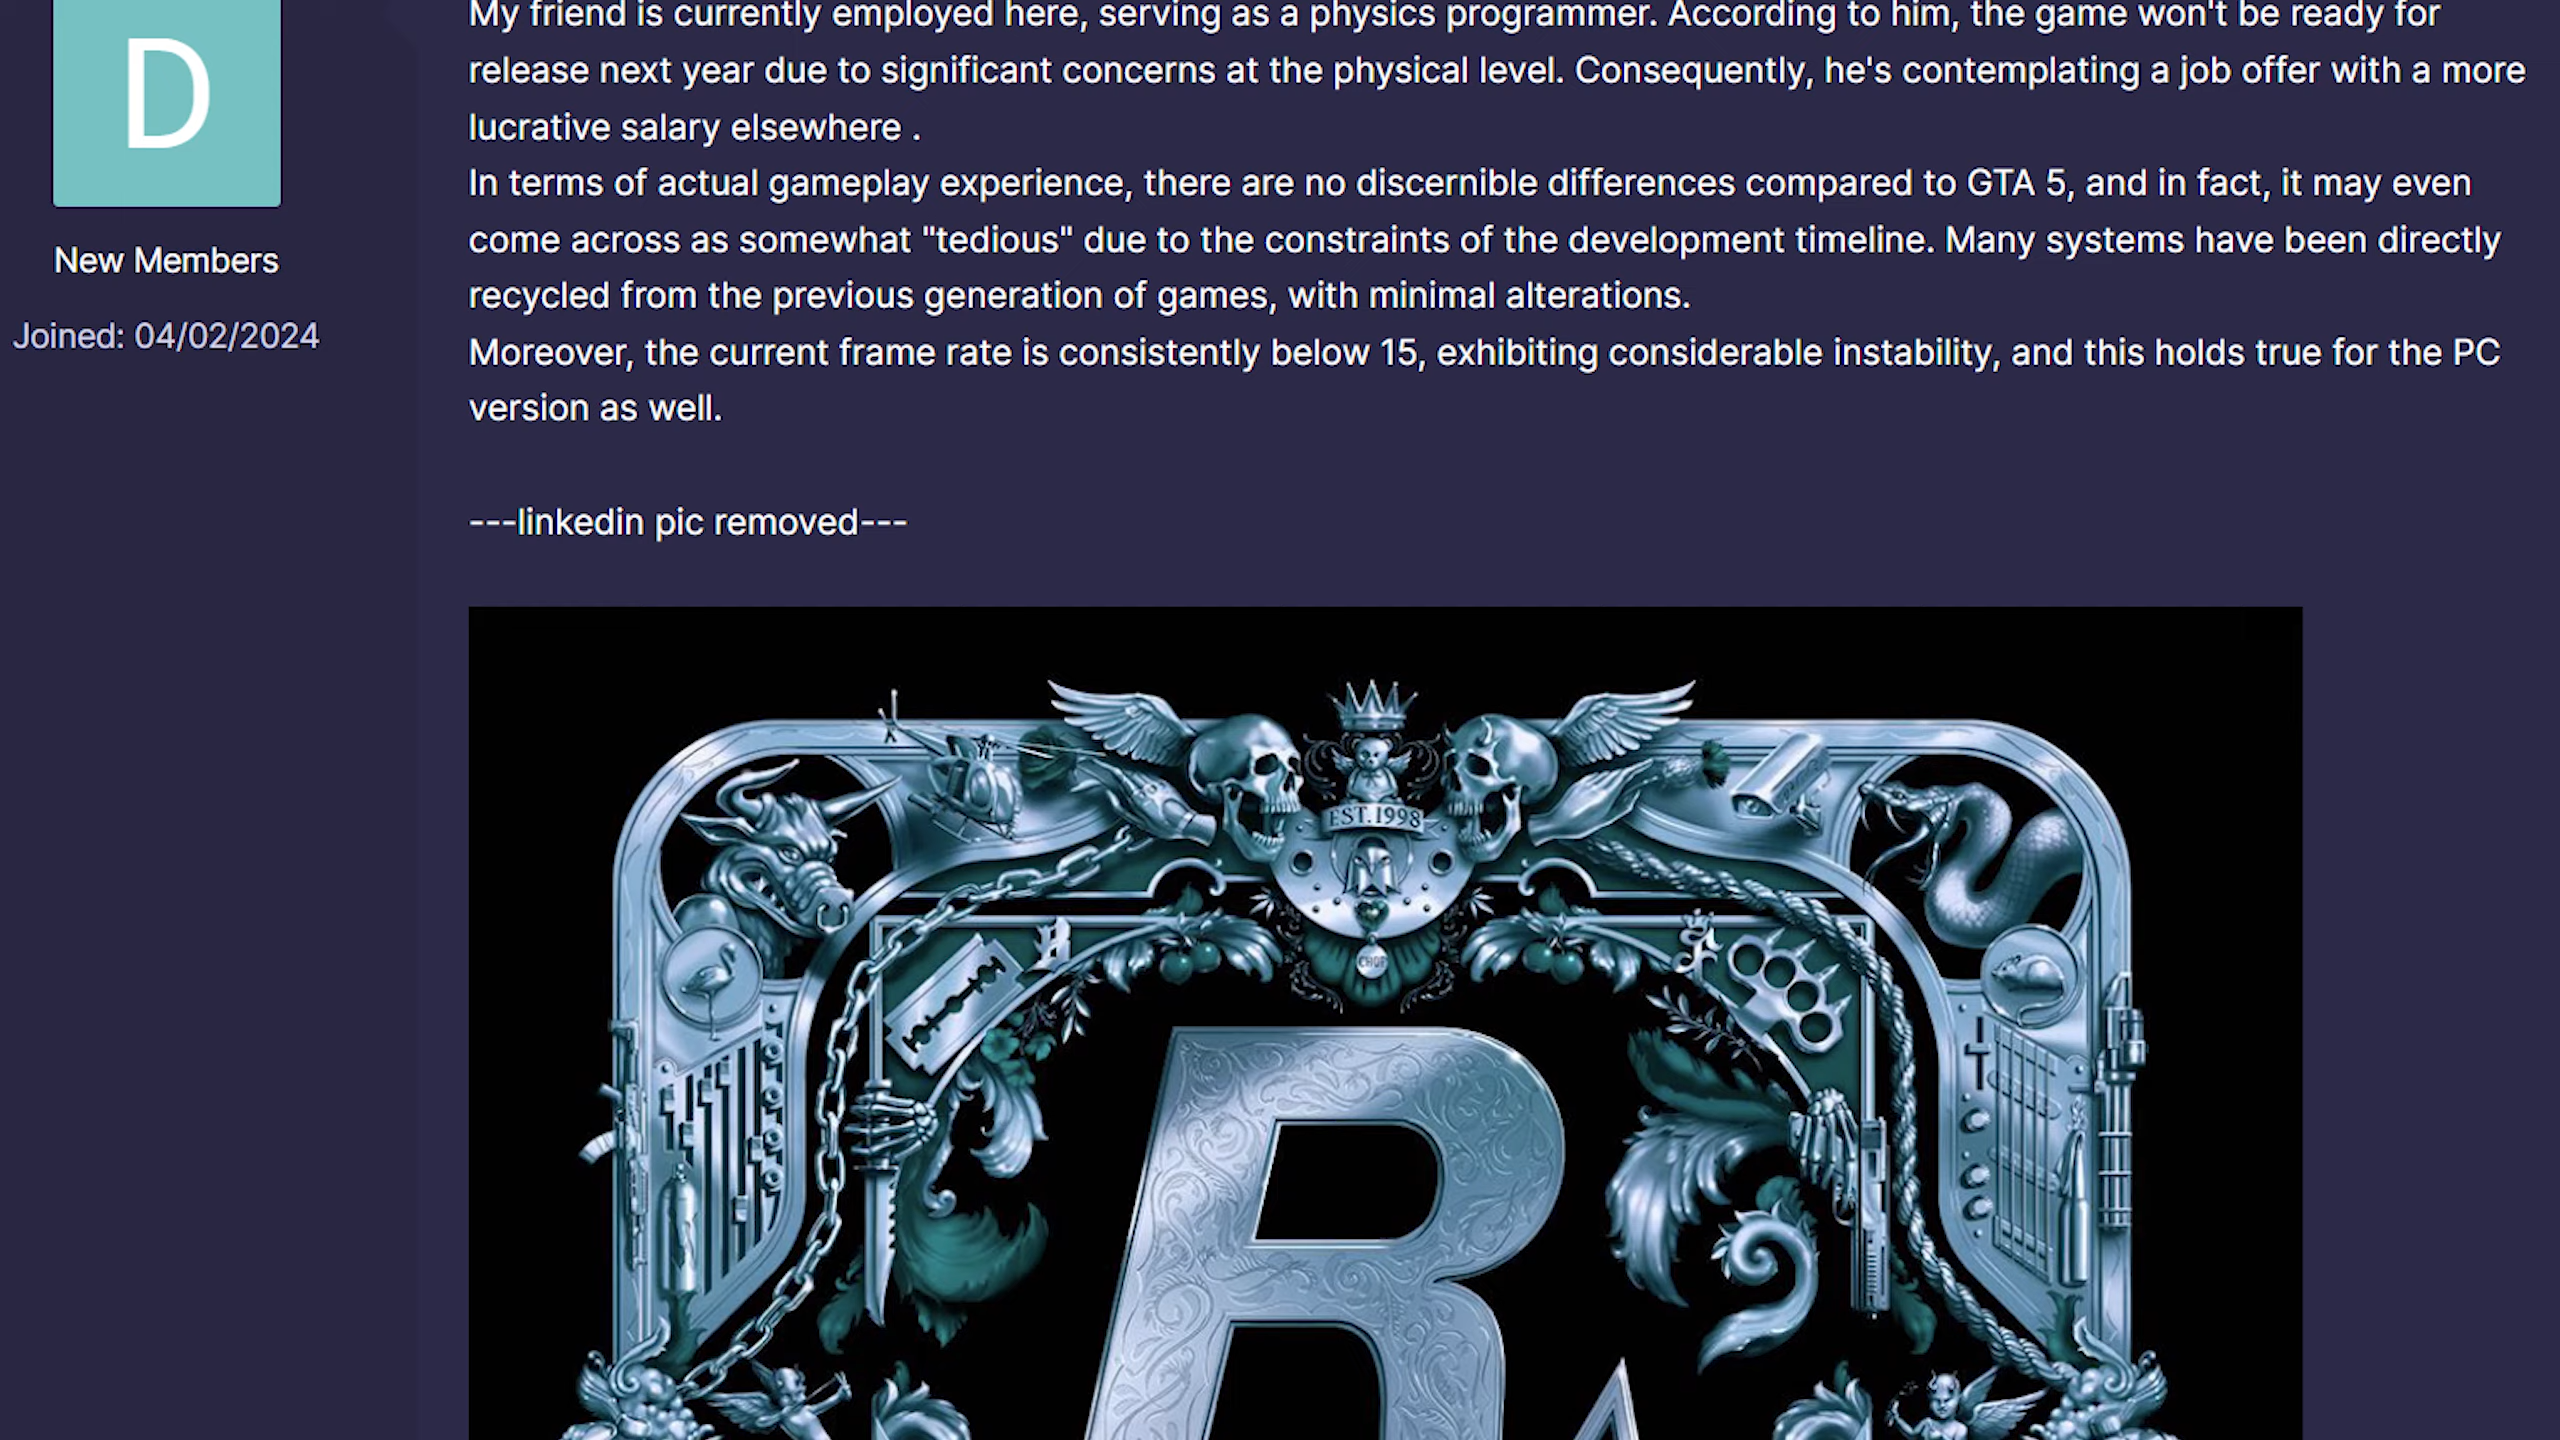 D
New Members
Joined: 04/02/2024
My friend is currently employed here, serving as a physics programmer. According to him, the game won't be ready for
release next year due to significant concerns at the physical level. Consequently, he's contemplating a job offer with a more
lucrative salary elsewhere .
In terms of actual gameplay experience, there are no discernible differences compared to GTA 5, and in fact, it may even
come across as somewhat "tedious" due to the constraints of the development timeline. Many systems have been directly
recycled from the previous generation of games, with minimal alterations.
Moreover, the current frame rate is consistently below 15, exhibiting considerable instability, and this holds true for the PC
version as well.
---linkedin pic removed---
EST.1998
CHOP
R